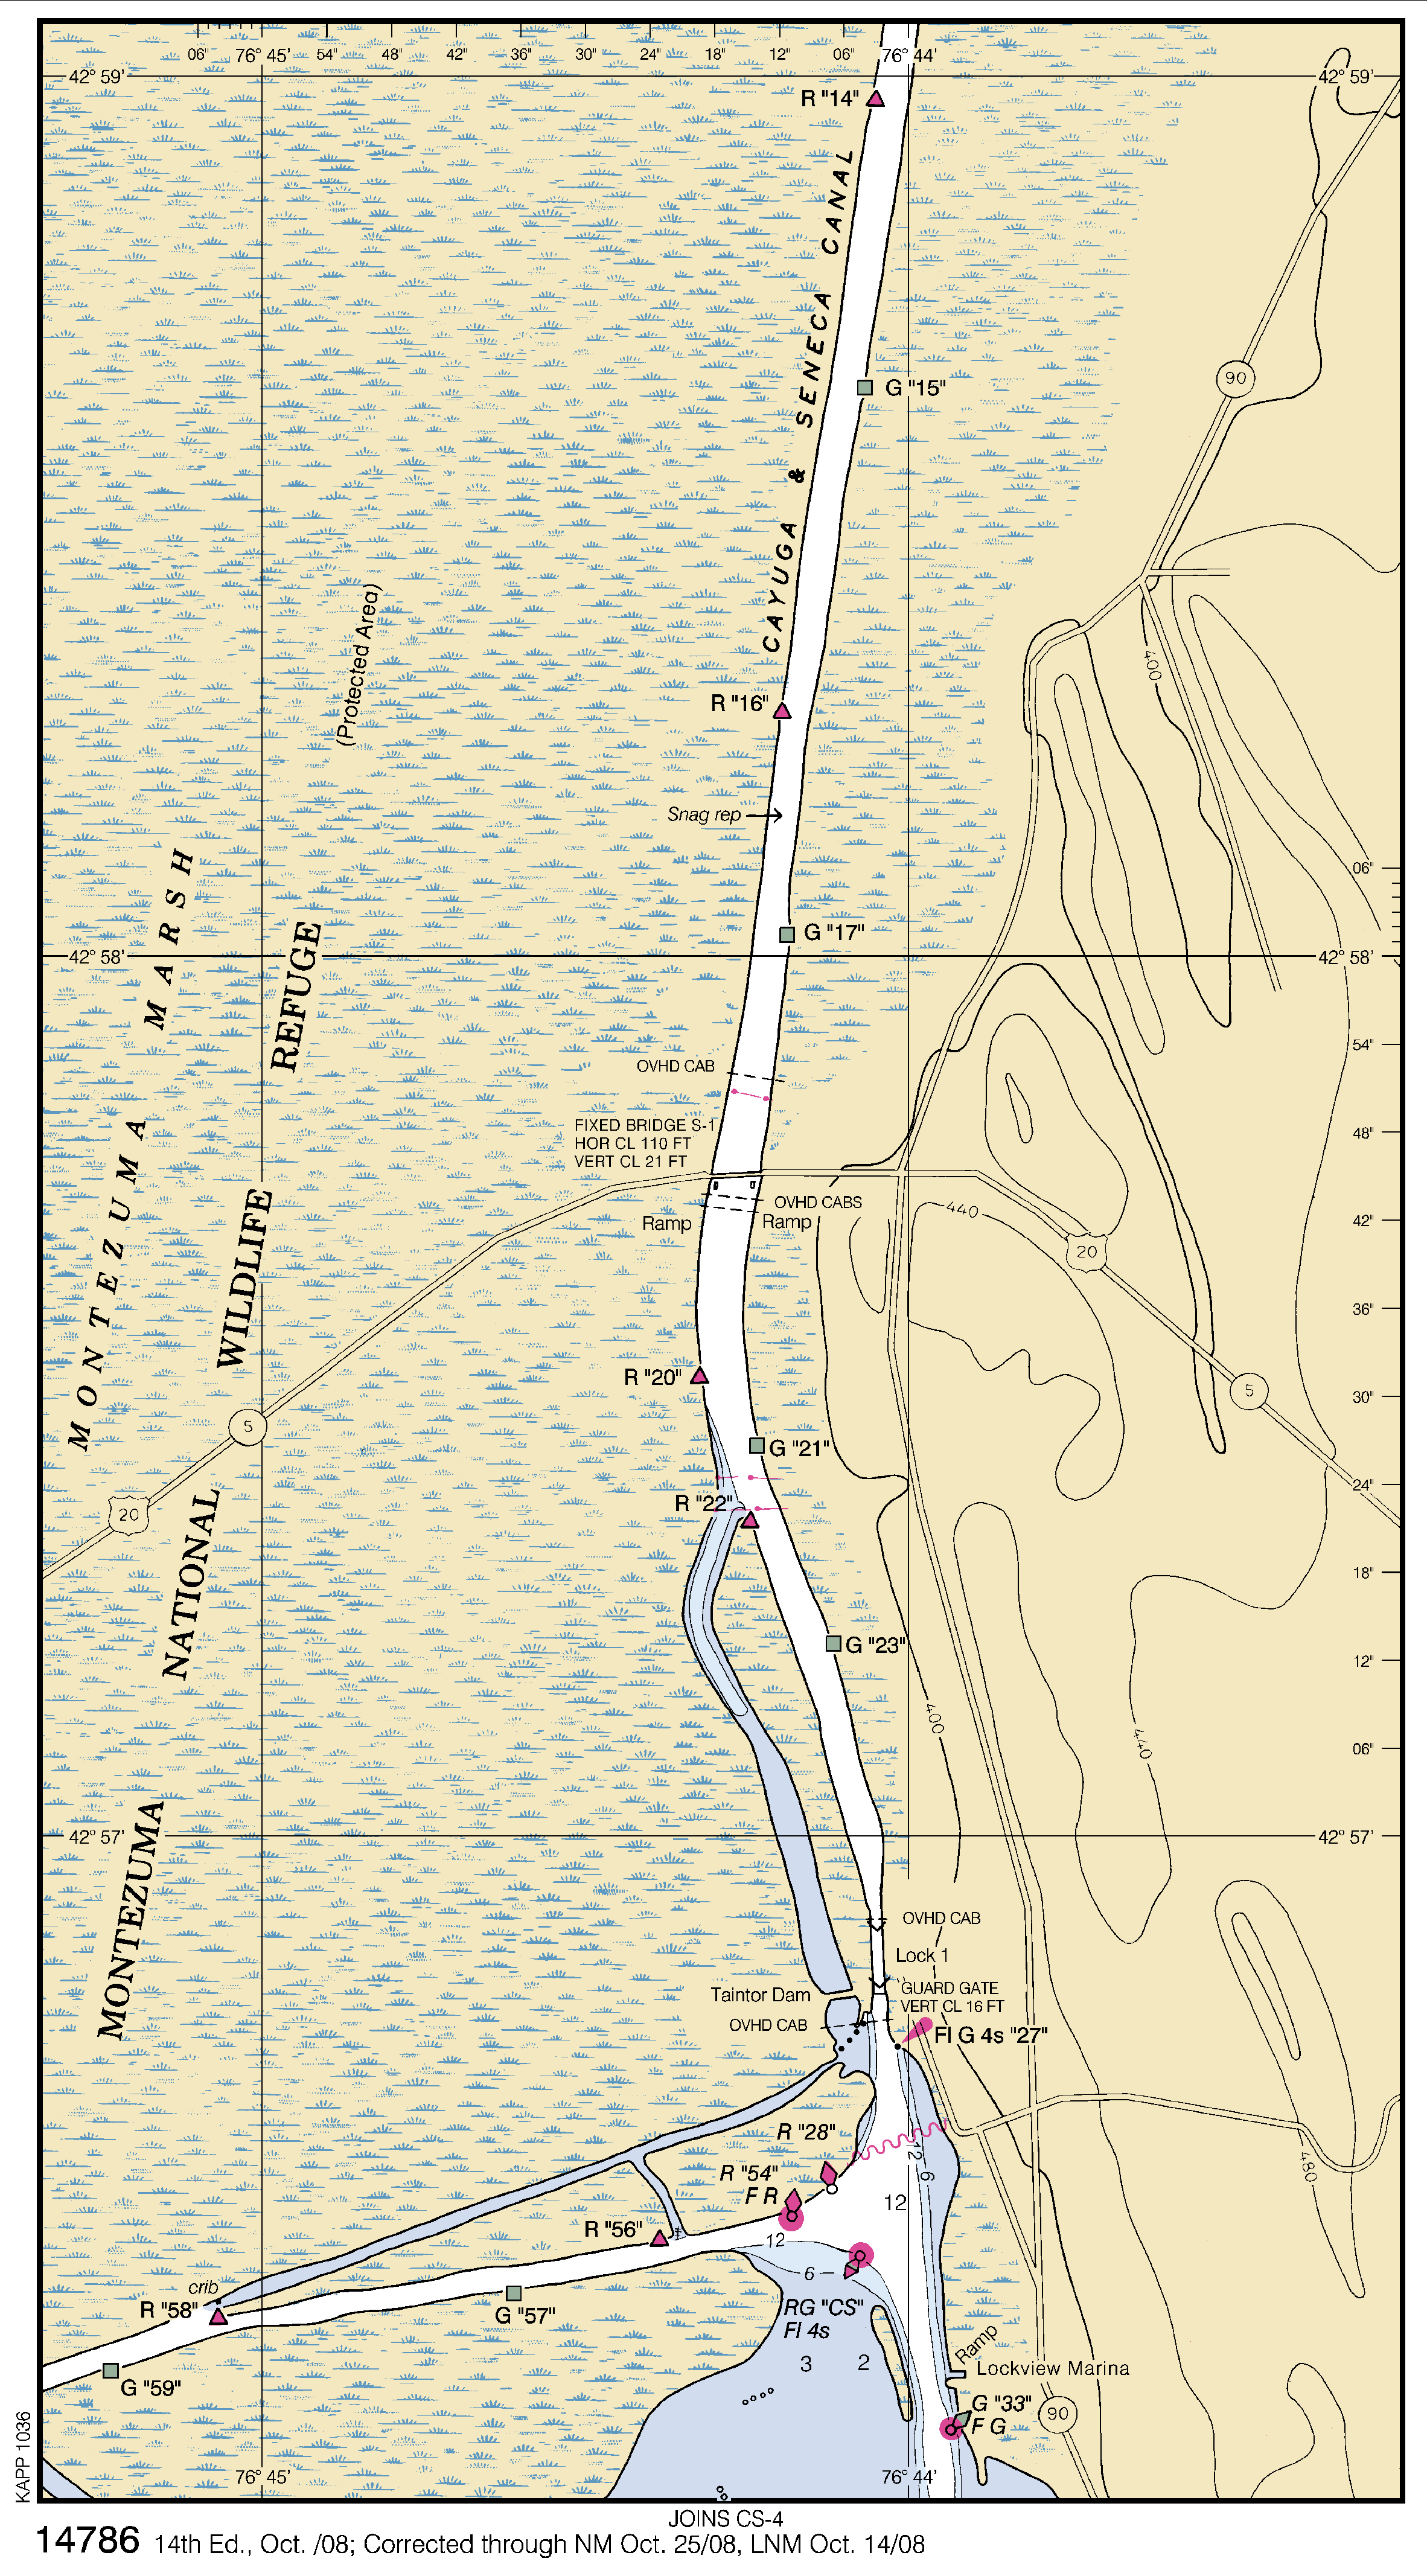 06" 76° 45' 54" 48" 42" 36" 30" 24" 18" 12" 06" 76° 44'
42° 59' 42° 59'
R "14"
CAYUGA & SENECA CANAL
G "15"
90
(Protected Area)
400
R "16"
Snag rep
06"
MONTEZUMA MARSH
G "17"
42° 58' 42° 58'
MONTEZUMA NATIONAL WILDLIFE REFUGE
54"
OVHD CAB
FIXED BRIDGE S-1
HOR CL 110 FT
VERT CL 21 FT
48"
OVHD CABS
Ramp Ramp
440
42"
20
36"
R "20"
5
30"
5
G "21"
24"
R "22"
20
18"
G "23"
12"
400
440
06"
42° 57' 42° 57'
OVHD CAB
Lock 1
Taintor Dam
GUARD GATE
VERT CL 16 FT
OVHD CAB
Fl G 4s "27"
R "28"
12
6
480
R "54"
F R
12
R "56"
12
6
crib
R "58"
G "57"
RG "CS"
Fl 4s
3 2
Ramp
Lockview Marina
G "59"
G "33"
F G
90
KAPP 1036
76° 45' 76° 44'
JOINS CS-4
14786 14th Ed., Oct. /08; Corrected through NM Oct. 25/08, LNM Oct. 14/08